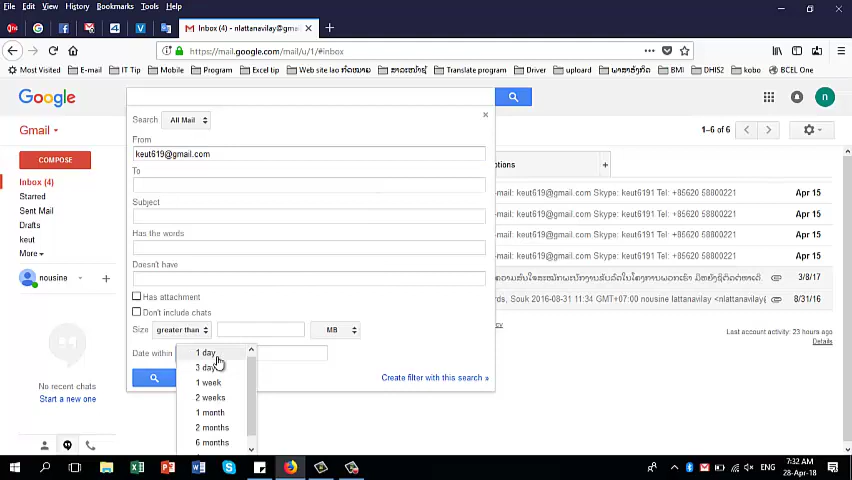 File Edit View History Bookmarks Tools Help
Inbox (4) - nlattanavilay@gmai
https://mail.google.com/mail/u/1/#inbox
Most Visited E-mail IT Tip Mobile Program Excel tip Web site lao Translate program Driver uploard BMI DHIS2 kobo BCEL One
Google
n
Gmail
Search All Mail
1–6 of 6
From
keut619@gmail.com
COMPOSE
To
Inbox (4)
Starred
Sent Mail
Drafts
keut
More
Subject
Has the words
Doesn't have
Has attachment
Don't include chats
Size greater than MB
Date within
1 day
3 days
1 week
2 weeks
1 month
2 months
6 months
Create filter with this search »
otions +
mail: keut619@gmail.com Skype: keut6191 Tel: +85620 58800221 Apr 15
mail: keut619@gmail.com Skype: keut6191 Tel: +85620 58800221 Apr 15
mail: keut619@gmail.com Skype: keut6191 Tel: +85620 58800221 Apr 15
mail: keut619@gmail.com Skype: keut6191 Tel: +85620 58800221 Apr 15
3/8/17
rds, Souk 2016-08-31 11:34 GMT+07:00 nousine lattanavilay <nlattanavilay@ 8/31/16
Last account activity: 23 hours ago
Details
nousine
No recent chats
Start a new one
ENG
7:32 AM
28-Apr-18